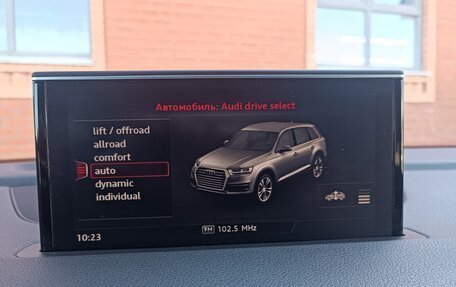 Автомобиль: Audi drive select
lift / offroad
allroad
comfort
auto
dynamic
individual
FM 102.5 MHz
10:23